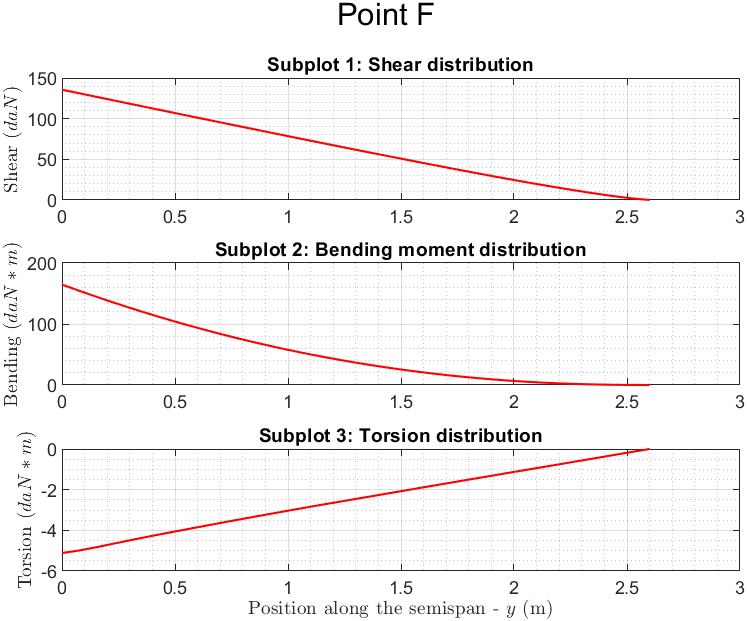 Point F
Subplot 1: Shear distribution
Shear (daN)
150
100
50
0
0 0.5 1 1.5 2 2.5 3
Subplot 2: Bending moment distribution
Bending (daN * m)
200
100
0
0 0.5 1 1.5 2 2.5 3
Subplot 3: Torsion distribution
Torsion (daN * m)
0
-2
-4
-6
0 0.5 1 1.5 2 2.5 3
Position along the semispan - y (m)